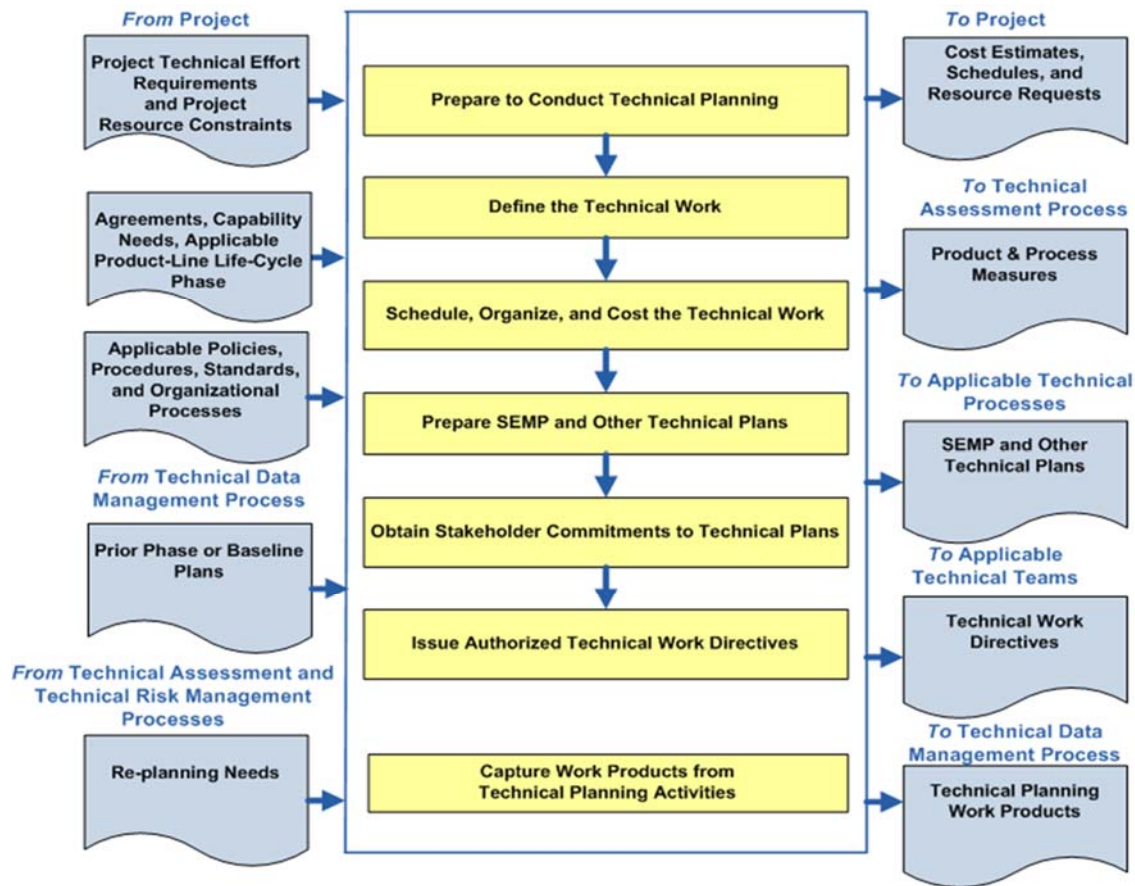 From Project
Project Technical Effort
Requirements
and Project
Resource Constraints
Agreements, Capability
Needs, Applicable
Product-Line Life-Cycle
Phase
Applicable Policies,
Procedures, Standards,
and Organizational
Processes
From Technical Data
Management Process
Prior Phase or Baseline
Plans
From Technical Assessment and
Technical Risk Management
Processes
Re-planning Needs
Prepare to Conduct Technical Planning
Define the Technical Work
Schedule, Organize, and Cost the Technical Work
Prepare SEMP and Other Technical Plans
Obtain Stakeholder Commitments to Technical Plans
Issue Authorized Technical Work Directives
Capture Work Products from
Technical Planning Activities
To Project
Cost Estimates,
Schedules, and
Resource Requests
To Technical
Assessment Process
Product & Process
Measures
To Applicable Technical
Processes
SEMP and Other
Technical Plans
To Applicable
Technical Teams
Technical Work
Directives
To Technical Data
Management Process
Technical Planning
Work Products